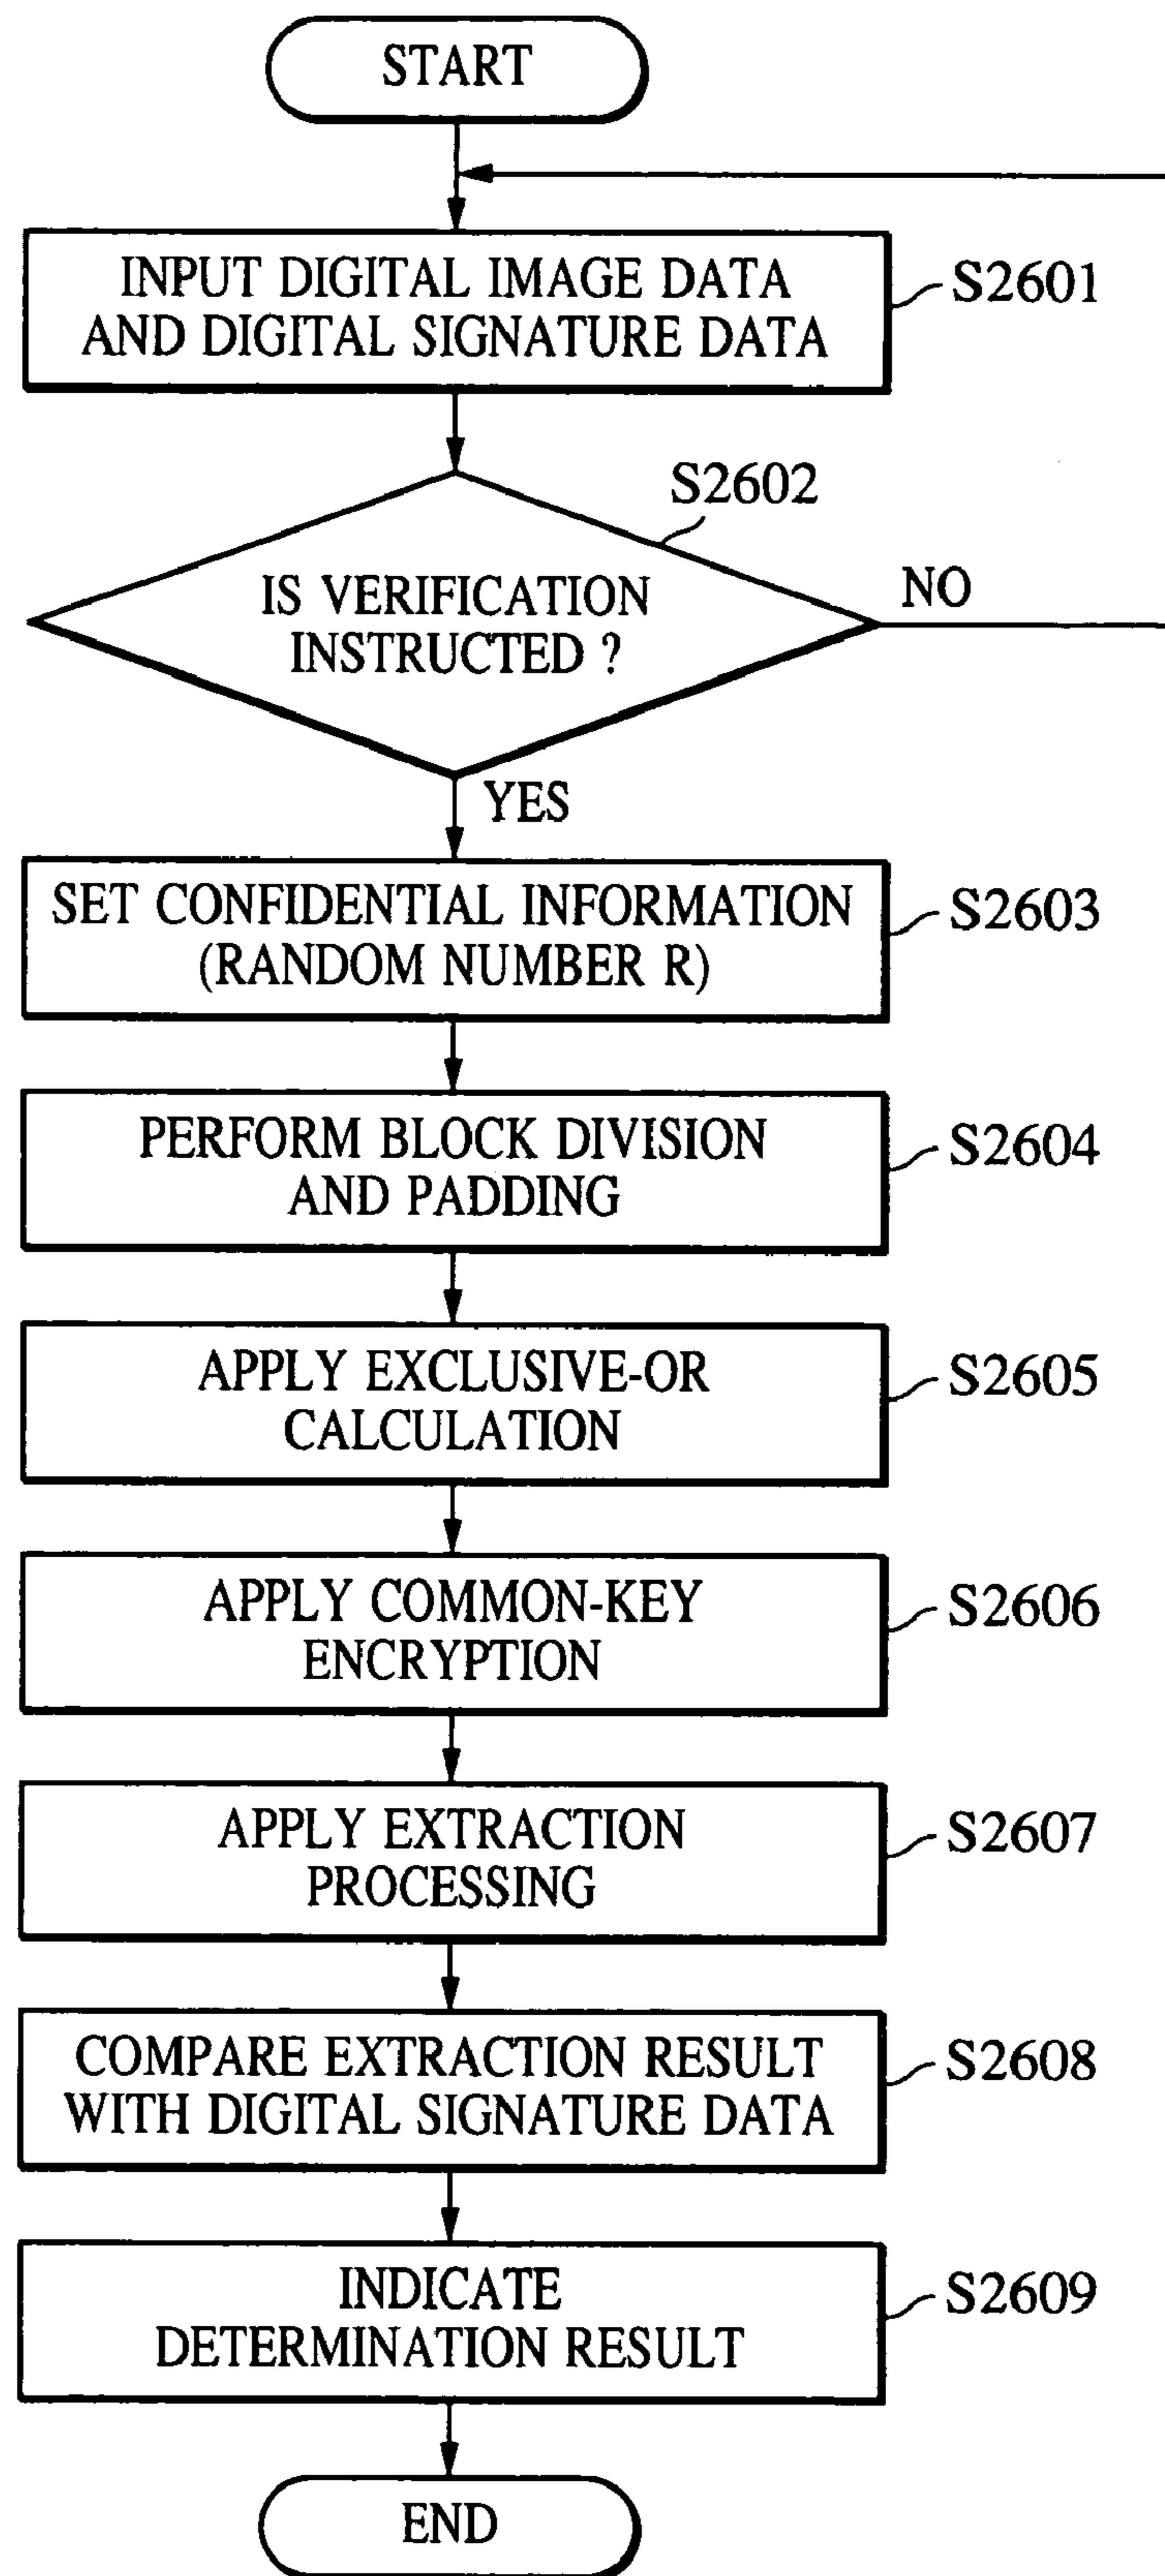 START
INPUT DIGITAL IMAGE DATA
AND DIGITAL SIGNATURE DATA
S2601
S2602
IS VERIFICATION
INSTRUCTED ?
NO
YES
SET CONFIDENTIAL INFORMATION
(RANDOM NUMBER R)
S2603
PERFORM BLOCK DIVISION
AND PADDING
S2604
APPLY EXCLUSIVE-OR
CALCULATION
S2605
APPLY COMMON-KEY
ENCRYPTION
S2606
APPLY EXTRACTION
PROCESSING
S2607
COMPARE EXTRACTION RESULT
WITH DIGITAL SIGNATURE DATA
S2608
INDICATE
DETERMINATION RESULT
S2609
END